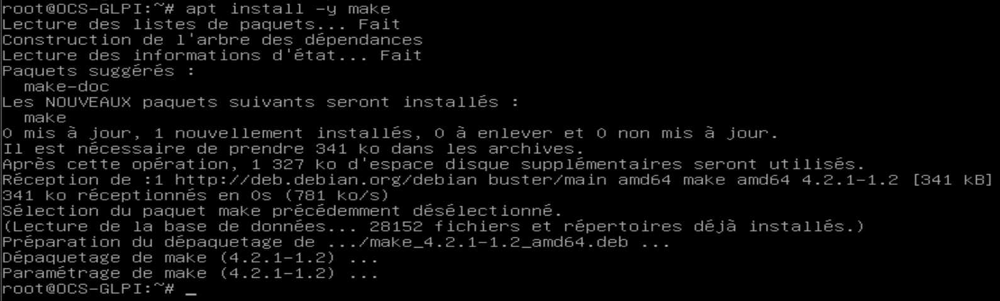 root@OCS-GLPI:~# apt install -y make
Lecture des listes de paquets... Fait
Construction de l'arbre des dépendances
Lecture des informations d'état... Fait
Paquets suggérés :
  make-doc
Les NOUVEAUX paquets suivants seront installés :
  make
0 mis à jour, 1 nouvellement installés, 0 à enlever et 0 non mis à jour.
Il est nécessaire de prendre 341 ko dans les archives.
Après cette opération, 1 327 ko d'espace disque supplémentaires seront utilisés.
Réception de :1 http://deb.debian.org/debian buster/main amd64 make amd64 4.2.1-1.2 [341 kB]
341 ko réceptionnés en 0s (781 ko/s)
Sélection du paquet make précédemment désélectionné.
(Lecture de la base de données... 28152 fichiers et répertoires déjà installés.)
Préparation du dépaquetage de .../make_4.2.1-1.2_amd64.deb ...
Dépaquetage de make (4.2.1-1.2) ...
Paramétrage de make (4.2.1-1.2) ...
root@OCS-GLPI:~# _